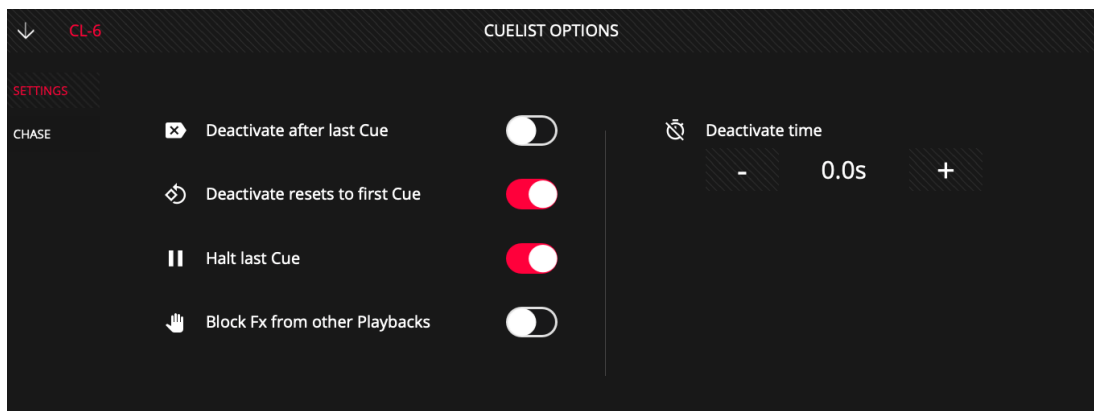 CL-6
CUELIST OPTIONS
SETTINGS
CHASE
Deactivate after last Cue
Deactivate resets to first Cue
Halt last Cue
Block Fx from other Playbacks
Deactivate time
- 0.0s +